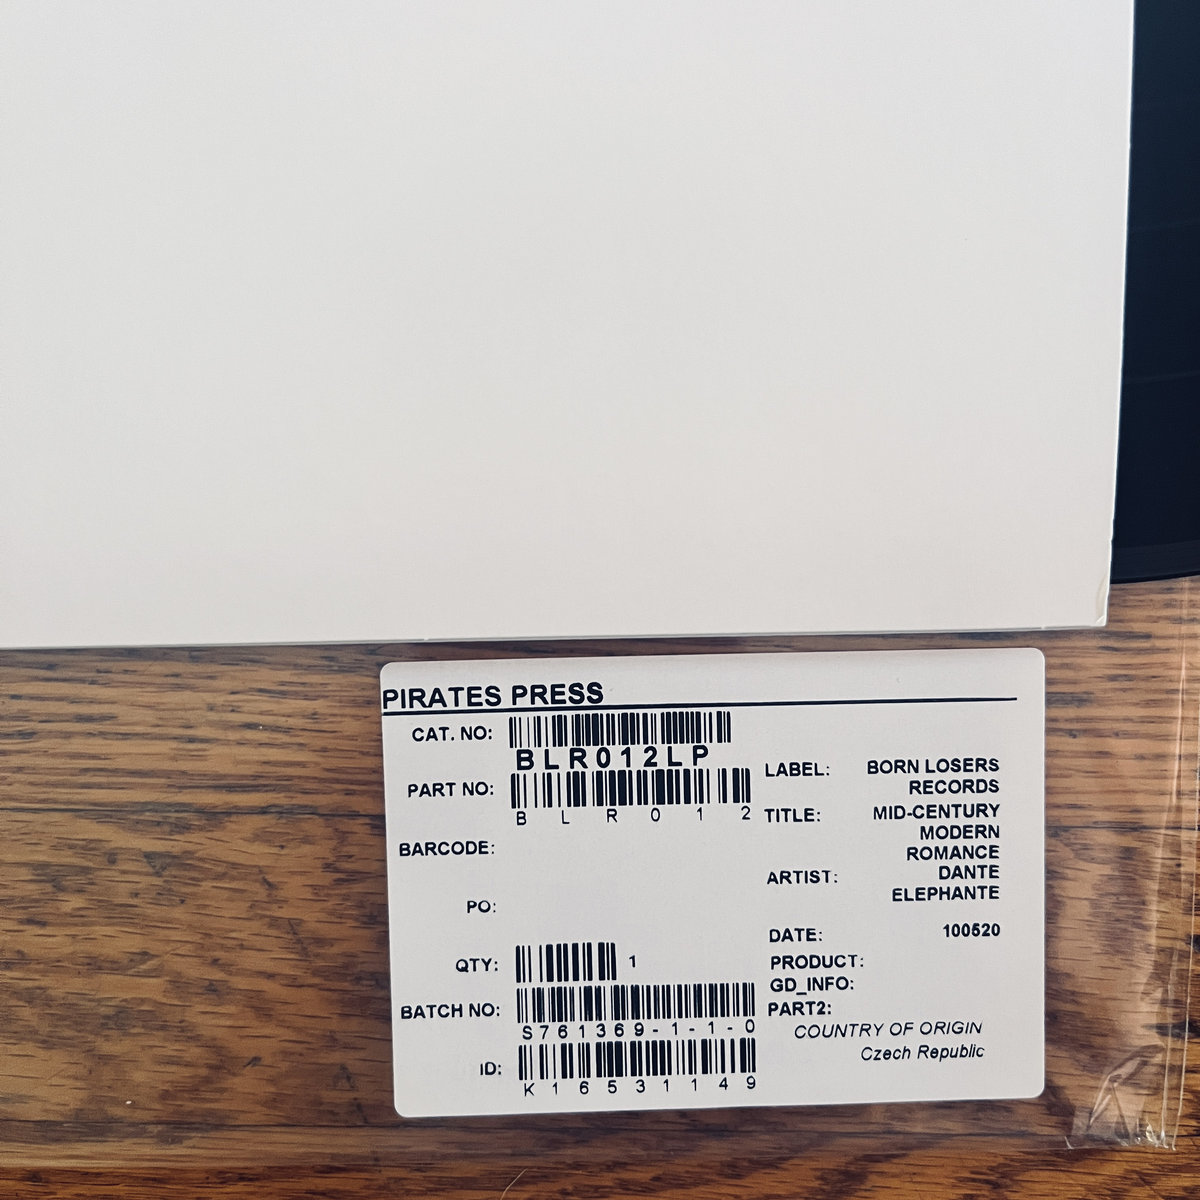 PIRATES PRESS
CAT. NO:
BLR012LP
PART NO:
BLR012
BARCODE:
PO:
QTY: 1
BATCH NO:
S761369-1-1-0
ID:
K16531149
LABEL: BORN LOSERS
RECORDS
TITLE: MID-CENTURY
MODERN
ROMANCE
ARTIST: DANTE
ELEPHANTE
DATE: 100520
PRODUCT:
GD_INFO:
PART2:
COUNTRY OF ORIGIN
Czech Republic